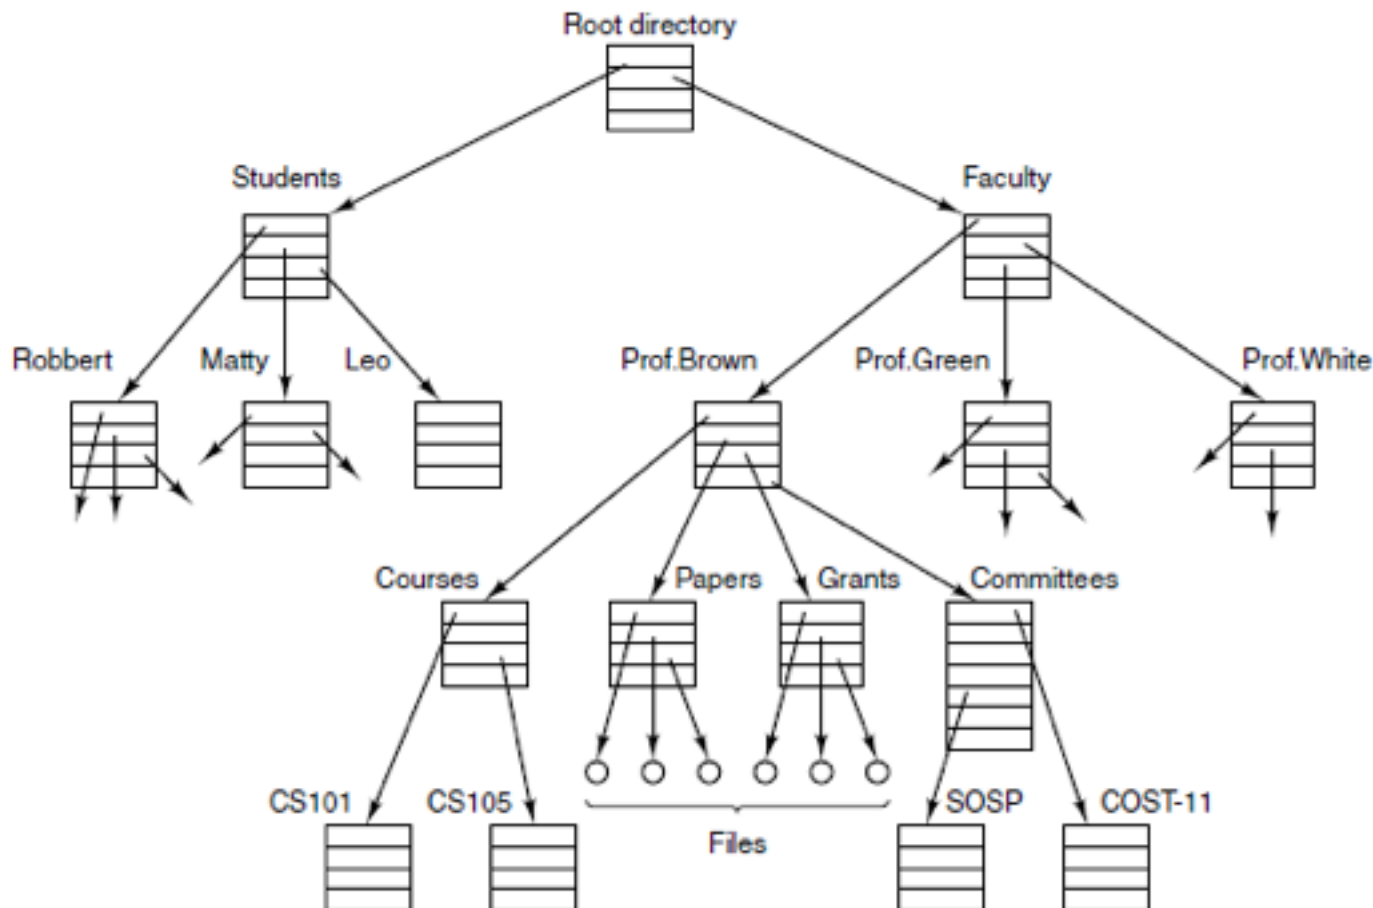 Root directory
Students
Faculty
Robbert
Matty
Leo
Prof.Brown
Prof.Green
Prof.White
Courses
Papers
Grants
Committees
CS101
CS105
SOSP
COST-11
Files